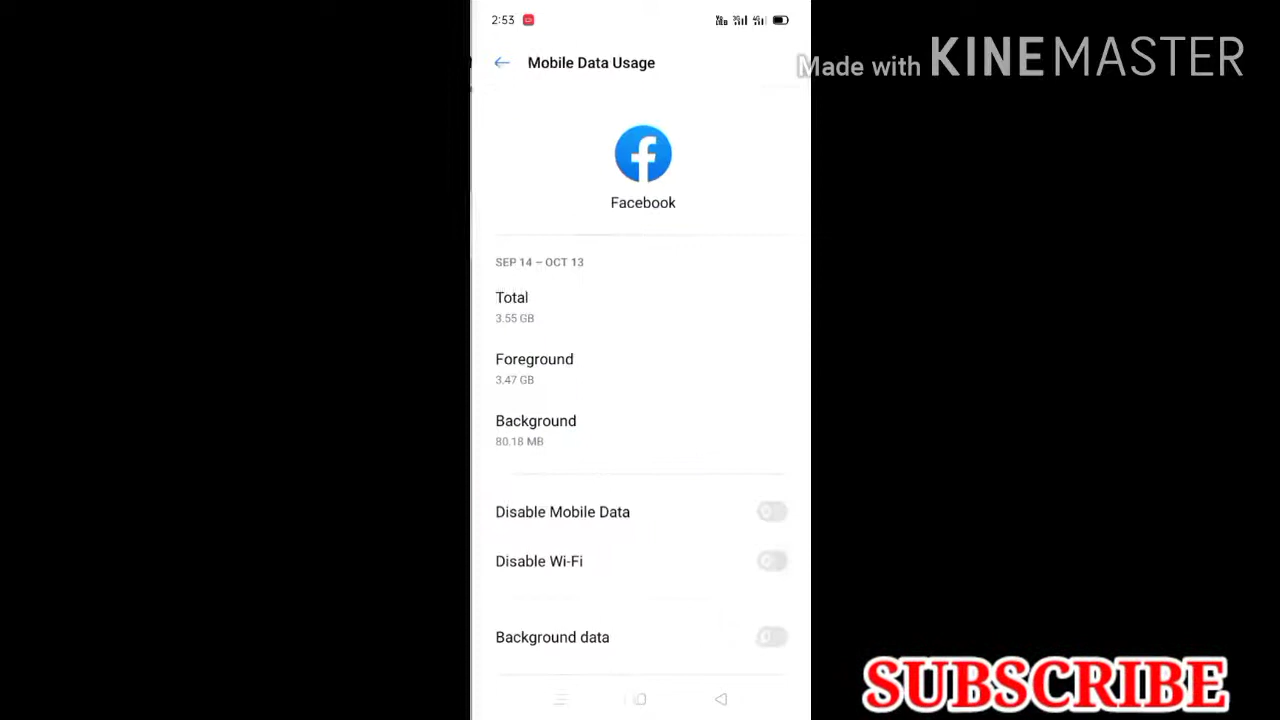 2:53
Mobile Data Usage
Made with KINEMASTER
Facebook
SEP 14 – OCT 13
Total
3.55 GB
Foreground
3.47 GB
Background
80.18 MB
Disable Mobile Data
Disable Wi-Fi
Background data
SUBSCRIBE